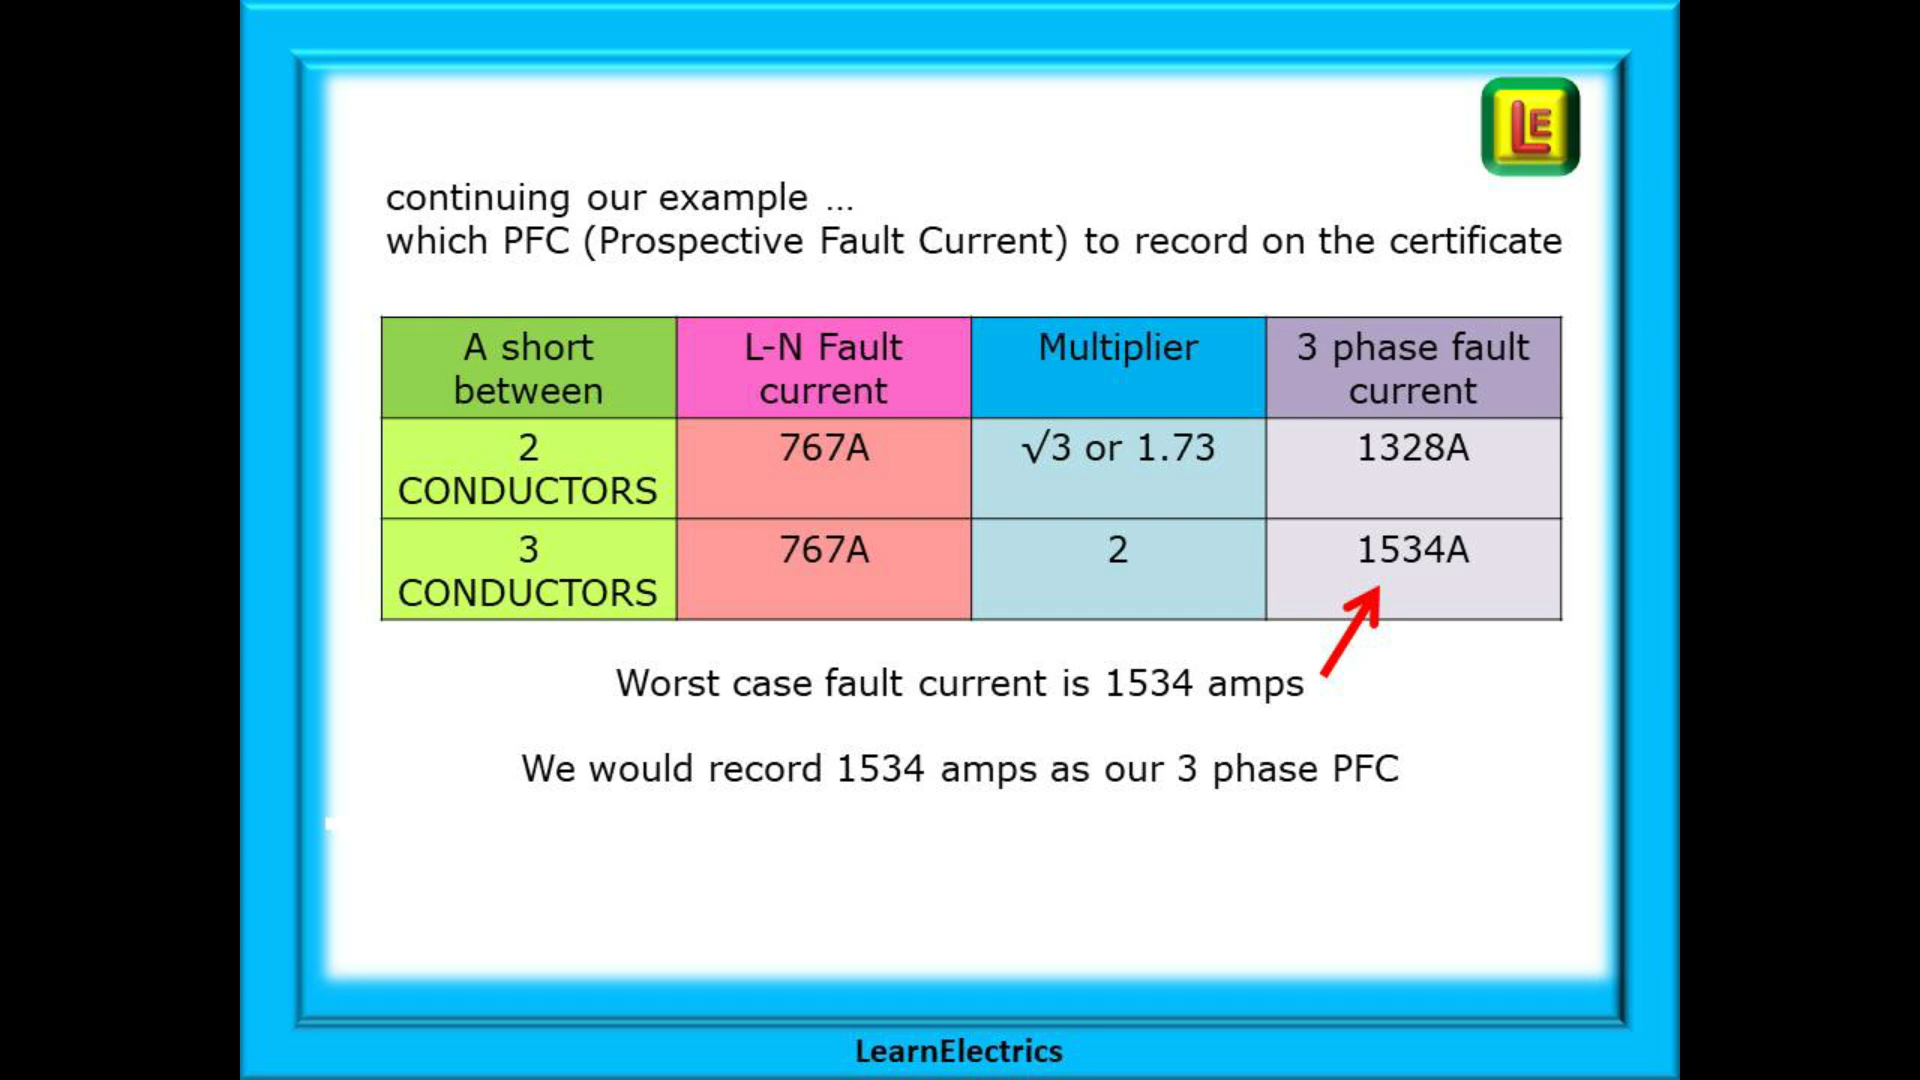 LE
continuing our example ...
which PFC (Prospective Fault Current) to record on the certificate
A short between
L-N Fault current
Multiplier
3 phase fault current
2 CONDUCTORS
767A
√3 or 1.73
1328A
3 CONDUCTORS
767A
2
1534A
Worst case fault current is 1534 amps
We would record 1534 amps as our 3 phase PFC
LearnElectrics